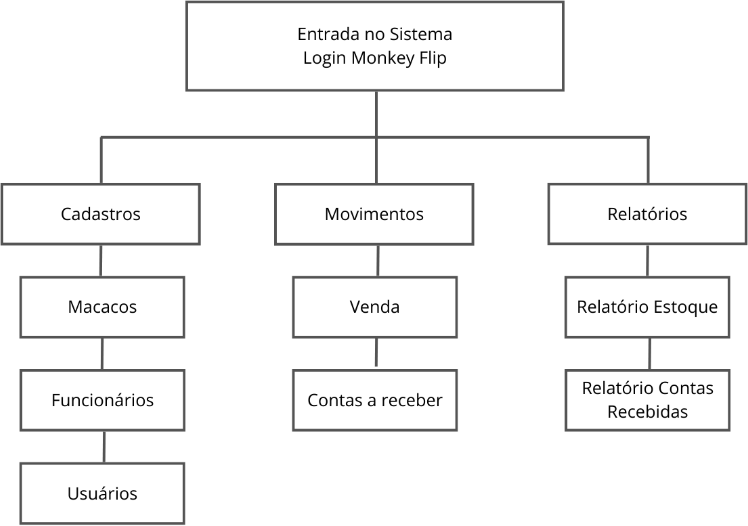 Entrada no Sistema
Login Monkey Flip
Cadastros
Movimentos
Relatórios
Macacos
Venda
Relatório Estoque
Funcionários
Contas a receber
Relatório Contas
Recebidas
Usuários